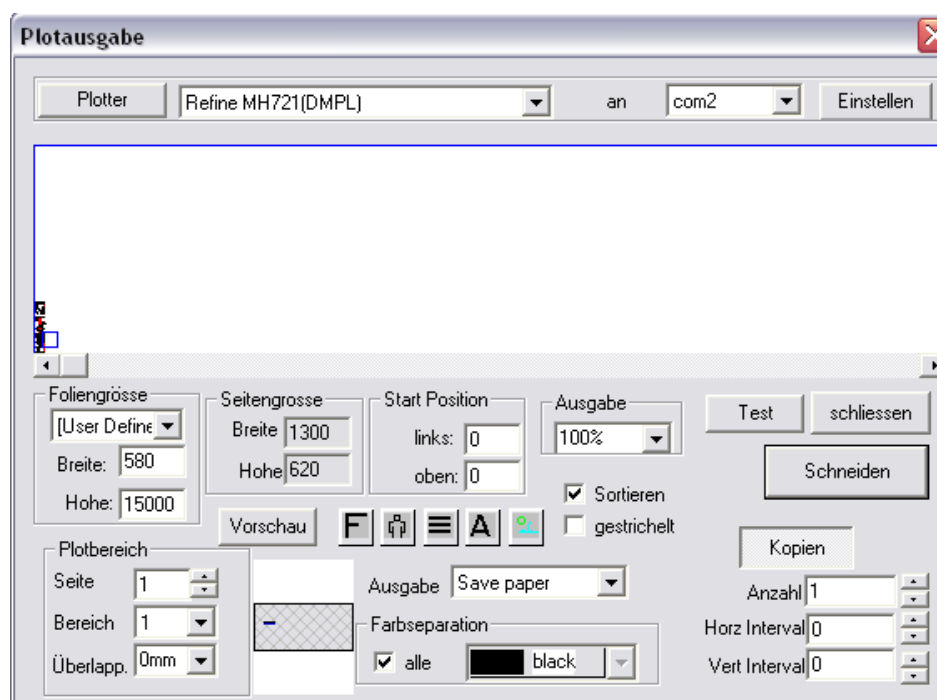 Plotausgabe
Plotter Refine MH721(DMPL) an com2 Einstellen
Foliengrösse
[User Define
Breite: 580
Hohe: 15000
Seitengrosse
Breite 1300
Hohe 620
Start Position
links: 0
oben: 0
Ausgabe
100%
Test schliessen
Schneiden
Sortieren
gestrichelt
Vorschau F A
Kopien
Plotbereich
Seite 1
Bereich 1
Überlapp. 0mm
Ausgabe Save paper
Farbseparation
alle black
Anzahl 1
Horz Interval 0
Vert Interval 0